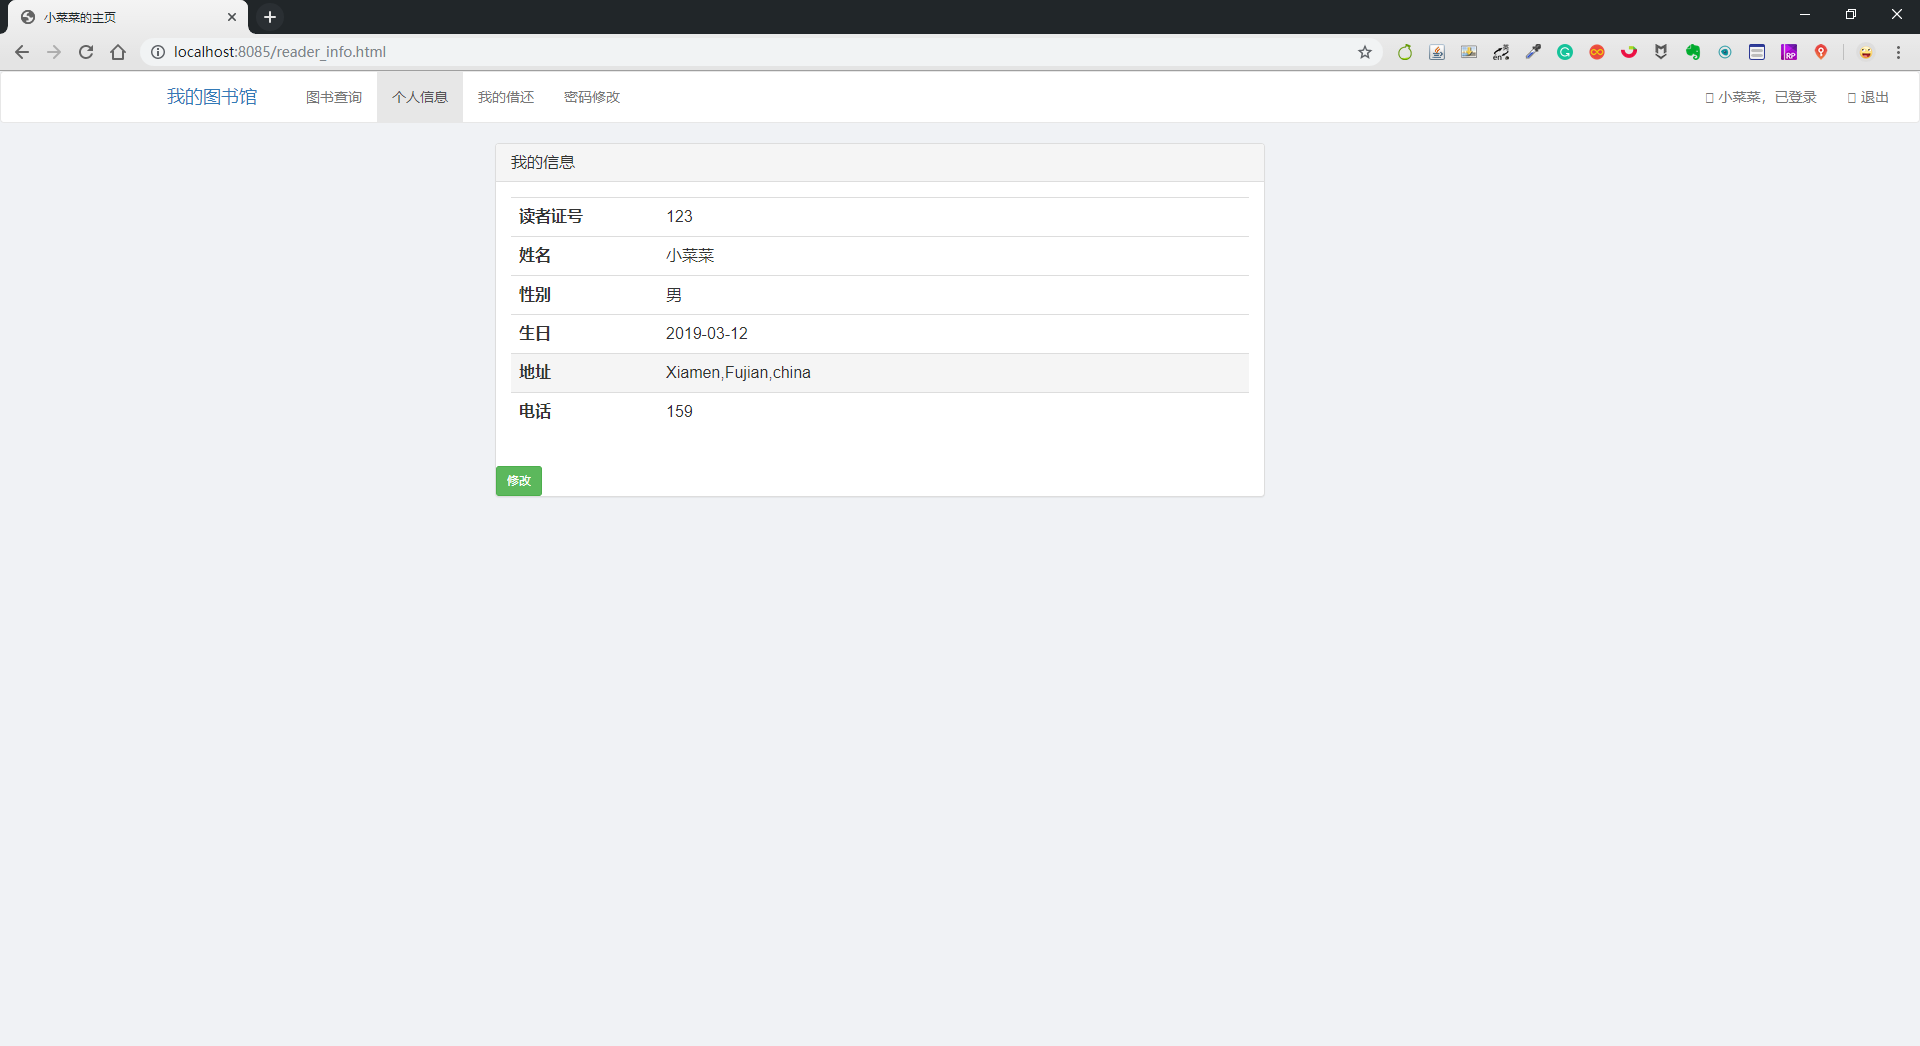 小菜菜的主页
localhost:8085/reader_info.html
我的图书馆 图书查询 个人信息 我的借还 密码修改 小菜菜，已登录 退出
我的信息
读者证号 123
姓名 小菜菜
性别 男
生日 2019-03-12
地址 Xiamen,Fujian,china
电话 159
修改